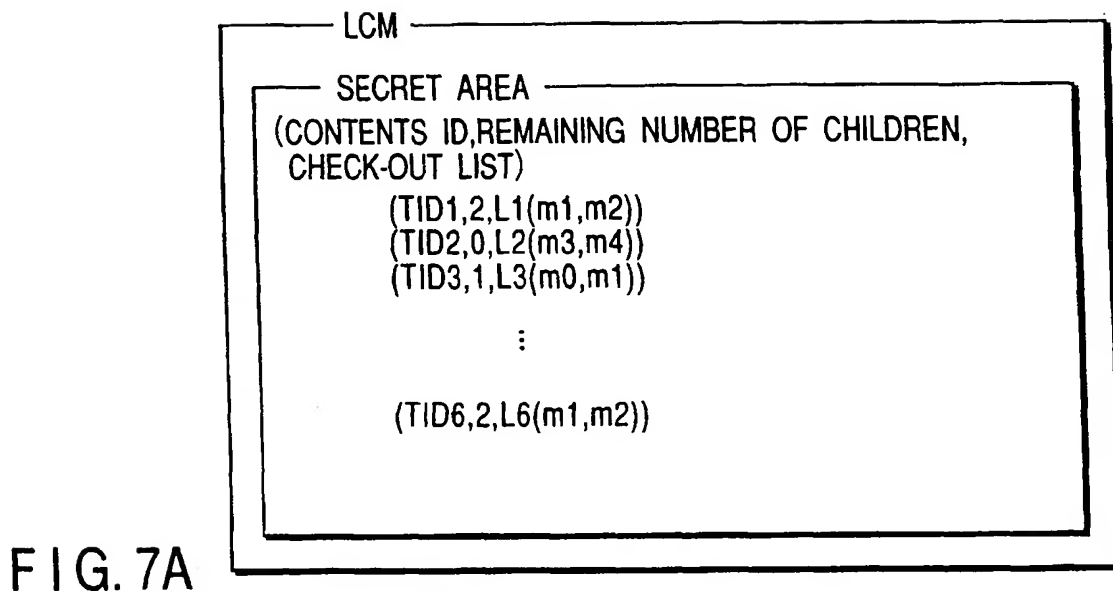 LCM
SECRET AREA
(CONTENTS ID,REMAINING NUMBER OF CHILDREN,
CHECK-OUT LIST)
(TID1,2,L1(m1,m2))
(TID2,0,L2(m3,m4))
(TID3,1,L3(m0,m1))
⋮
(TID6,2,L6(m1,m2))
FIG. 7A